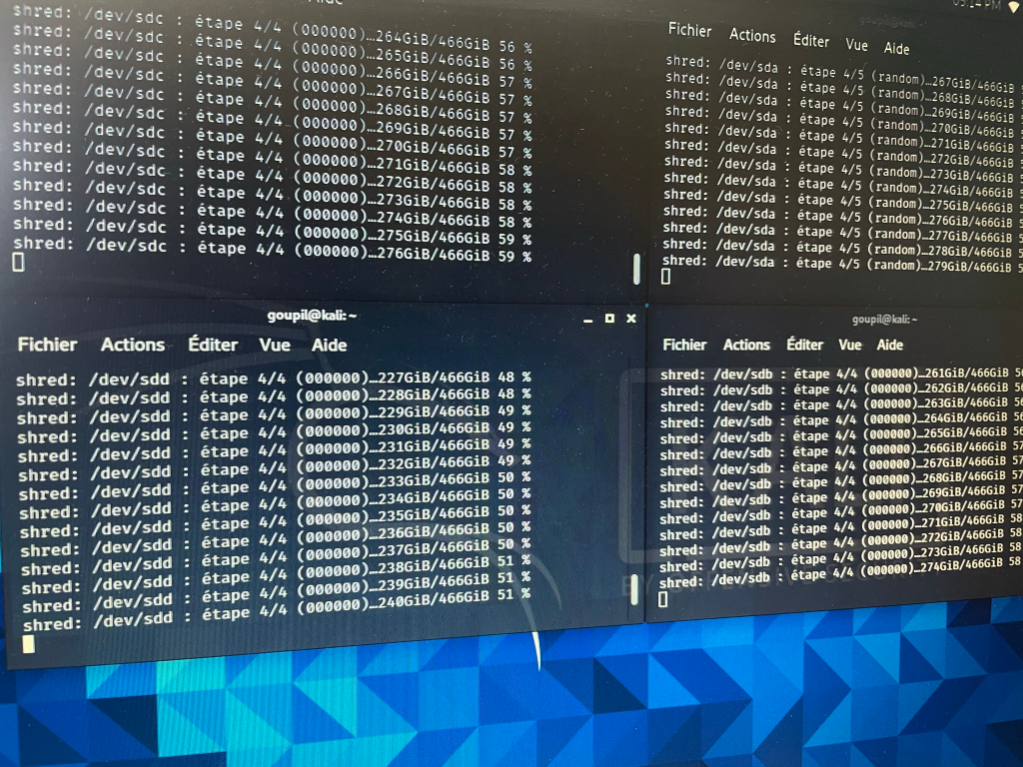 Aide
shred: /dev/sdc : étape 4/4 (000000)…264GiB/466GiB 56 %
shred: /dev/sdc : étape 4/4 (000000)…265GiB/466GiB 56 %
shred: /dev/sdc : étape 4/4 (000000)…266GiB/466GiB 57 %
shred: /dev/sdc : étape 4/4 (000000)…267GiB/466GiB 57 %
shred: /dev/sdc : étape 4/4 (000000)…268GiB/466GiB 57 %
shred: /dev/sdc : étape 4/4 (000000)…269GiB/466GiB 57 %
shred: /dev/sdc : étape 4/4 (000000)…270GiB/466GiB 57 %
shred: /dev/sdc : étape 4/4 (000000)…271GiB/466GiB 58 %
shred: /dev/sdc : étape 4/4 (000000)…272GiB/466GiB 58 %
shred: /dev/sdc : étape 4/4 (000000)…273GiB/466GiB 58 %
shred: /dev/sdc : étape 4/4 (000000)…274GiB/466GiB 58 %
shred: /dev/sdc : étape 4/4 (000000)…275GiB/466GiB 59 %
shred: /dev/sdc : étape 4/4 (000000)…276GiB/466GiB 59 %
PM
goupil@kali:~
Fichier Actions Éditer Vue Aide
shred: /dev/sda : étape 4/5 (random)…267GiB/466GiB
shred: /dev/sda : étape 4/5 (random)…268GiB/466GiB
shred: /dev/sda : étape 4/5 (random)…269GiB/466GiB
shred: /dev/sda : étape 4/5 (random)…270GiB/466GiB
shred: /dev/sda : étape 4/5 (random)…271GiB/466GiB
shred: /dev/sda : étape 4/5 (random)…272GiB/466GiB
shred: /dev/sda : étape 4/5 (random)…273GiB/466GiB
shred: /dev/sda : étape 4/5 (random)…274GiB/466GiB
shred: /dev/sda : étape 4/5 (random)…275GiB/466GiB
shred: /dev/sda : étape 4/5 (random)…276GiB/466GiB
shred: /dev/sda : étape 4/5 (random)…277GiB/466GiB
shred: /dev/sda : étape 4/5 (random)…278GiB/466GiB
shred: /dev/sda : étape 4/5 (random)…279GiB/466GiB
goupil@kali:~
Fichier Actions Éditer Vue Aide
shred: /dev/sdd : étape 4/4 (000000)…227GiB/466GiB 48 %
shred: /dev/sdd : étape 4/4 (000000)…228GiB/466GiB 48 %
shred: /dev/sdd : étape 4/4 (000000)…229GiB/466GiB 49 %
shred: /dev/sdd : étape 4/4 (000000)…230GiB/466GiB 49 %
shred: /dev/sdd : étape 4/4 (000000)…231GiB/466GiB 49 %
shred: /dev/sdd : étape 4/4 (000000)…232GiB/466GiB 49 %
shred: /dev/sdd : étape 4/4 (000000)…233GiB/466GiB 50 %
shred: /dev/sdd : étape 4/4 (000000)…234GiB/466GiB 50 %
shred: /dev/sdd : étape 4/4 (000000)…235GiB/466GiB 50 %
shred: /dev/sdd : étape 4/4 (000000)…236GiB/466GiB 50 %
shred: /dev/sdd : étape 4/4 (000000)…237GiB/466GiB 50 %
shred: /dev/sdd : étape 4/4 (000000)…238GiB/466GiB 51 %
shred: /dev/sdd : étape 4/4 (000000)…239GiB/466GiB 51 %
shred: /dev/sdd : étape 4/4 (000000)…240GiB/466GiB 51 %
goupil@kali:~
Fichier Actions Éditer Vue Aide
shred: /dev/sdb : étape 4/4 (000000)…261GiB/466GiB 56
shred: /dev/sdb : étape 4/4 (000000)…262GiB/466GiB 56
shred: /dev/sdb : étape 4/4 (000000)…263GiB/466GiB 56
shred: /dev/sdb : étape 4/4 (000000)…264GiB/466GiB 56
shred: /dev/sdb : étape 4/4 (000000)…265GiB/466GiB 56
shred: /dev/sdb : étape 4/4 (000000)…266GiB/466GiB 57
shred: /dev/sdb : étape 4/4 (000000)…267GiB/466GiB 57
shred: /dev/sdb : étape 4/4 (000000)…268GiB/466GiB 57
shred: /dev/sdb : étape 4/4 (000000)…269GiB/466GiB 57
shred: /dev/sdb : étape 4/4 (000000)…270GiB/466GiB 57
shred: /dev/sdb : étape 4/4 (000000)…271GiB/466GiB 58
shred: /dev/sdb : étape 4/4 (000000)…272GiB/466GiB 58
shred: /dev/sdb : étape 4/4 (000000)…273GiB/466GiB 58
shred: /dev/sdb : étape 4/4 (000000)…274GiB/466GiB 58
BY